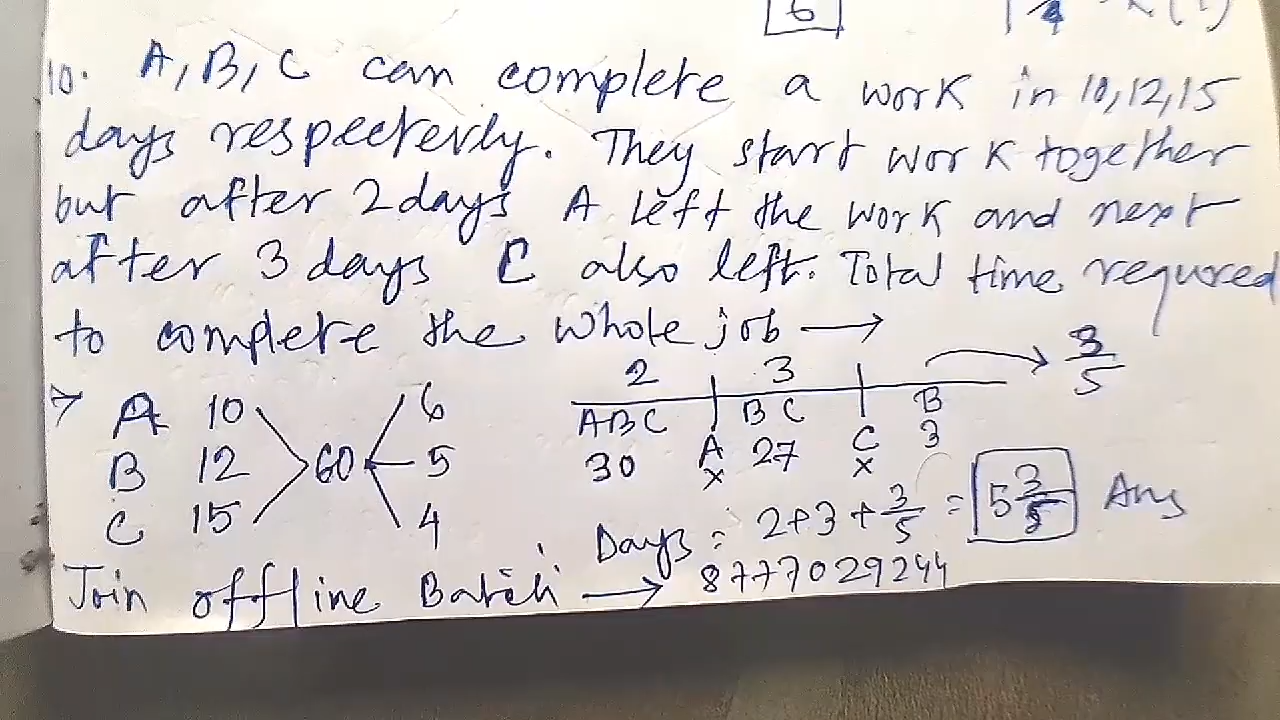 6
10. A, B, C can complete a work in 10, 12, 15
days respecterly. They start work together
but after 2 days A left the work and next
after 3 days C also left. Total time requred
to complete the whole job →
2 3 → 3/5
A 10 6 ABC BC B
B 12 60 5 30 A x 27 C x 3
C 15 4
Days = 2+3+3/5 = 5 3/5 Ans
Join offline Batch → 8777029244